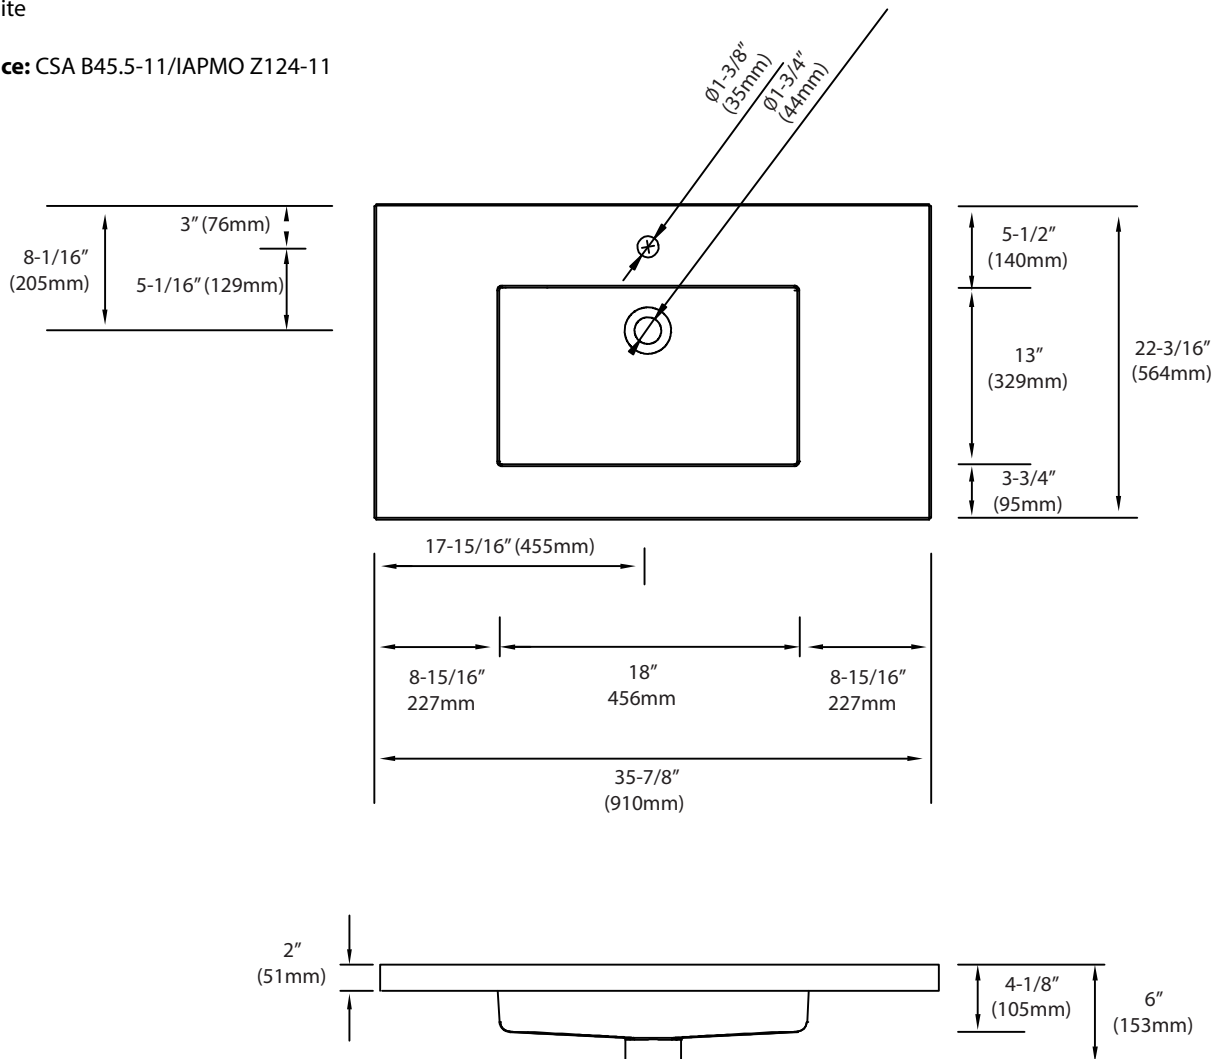 ite
ce: CSA B45.5-11/IAPMO Z124-11
Ø1-3/8”
(35mm)
Ø1-3/4”
(44mm)
3” (76mm)
8-1/16”
(205mm)
5-1/16” (129mm)
5-1/2”
(140mm)
13”
(329mm)
22-3/16”
(564mm)
3-3/4”
(95mm)
17-15/16” (455mm)
8-15/16”
227mm
18”
456mm
8-15/16”
227mm
35-7/8”
(910mm)
2”
(51mm)
4-1/8”
(105mm)
6”
(153mm)